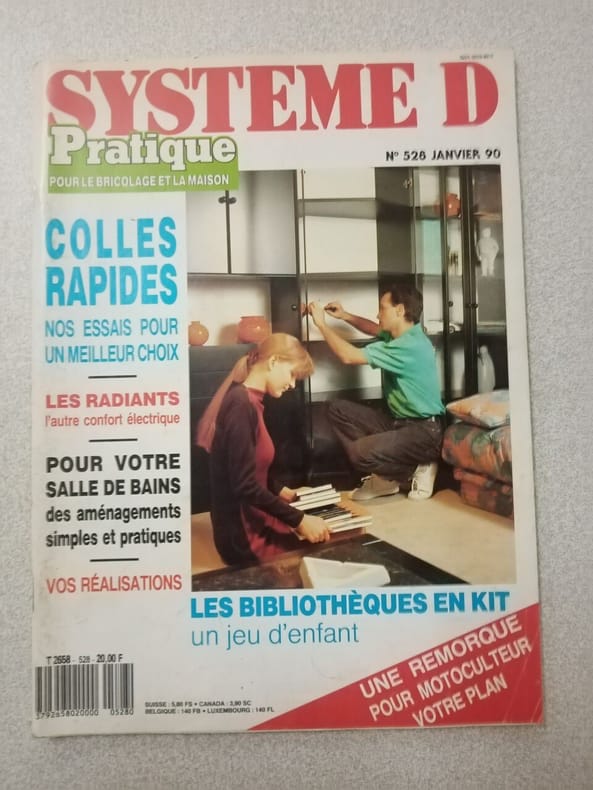 SYSTEME D
Pratique
POUR LE BRICOLAGE ET LA MAISON
N° 528 JANVIER 90
COLLES
RAPIDES
NOS ESSAIS POUR
UN MEILLEUR CHOIX
LES RADIANTS
l'autre confort électrique
POUR VOTRE
SALLE DE BAINS
des aménagements
simples et pratiques
VOS RÉALISATIONS
LES BIBLIOTHÈQUES EN KIT
un jeu d'enfant
UNE REMORQUE
POUR MOTOCULTEUR
VOTRE PLAN
T 2658 - 528 - 20,00 F
3792658020000 05280
SUISSE : 5,80 FS • CANADA : 3,90 SC
BELGIQUE : 140 FB • LUXEMBOURG : 140 FL